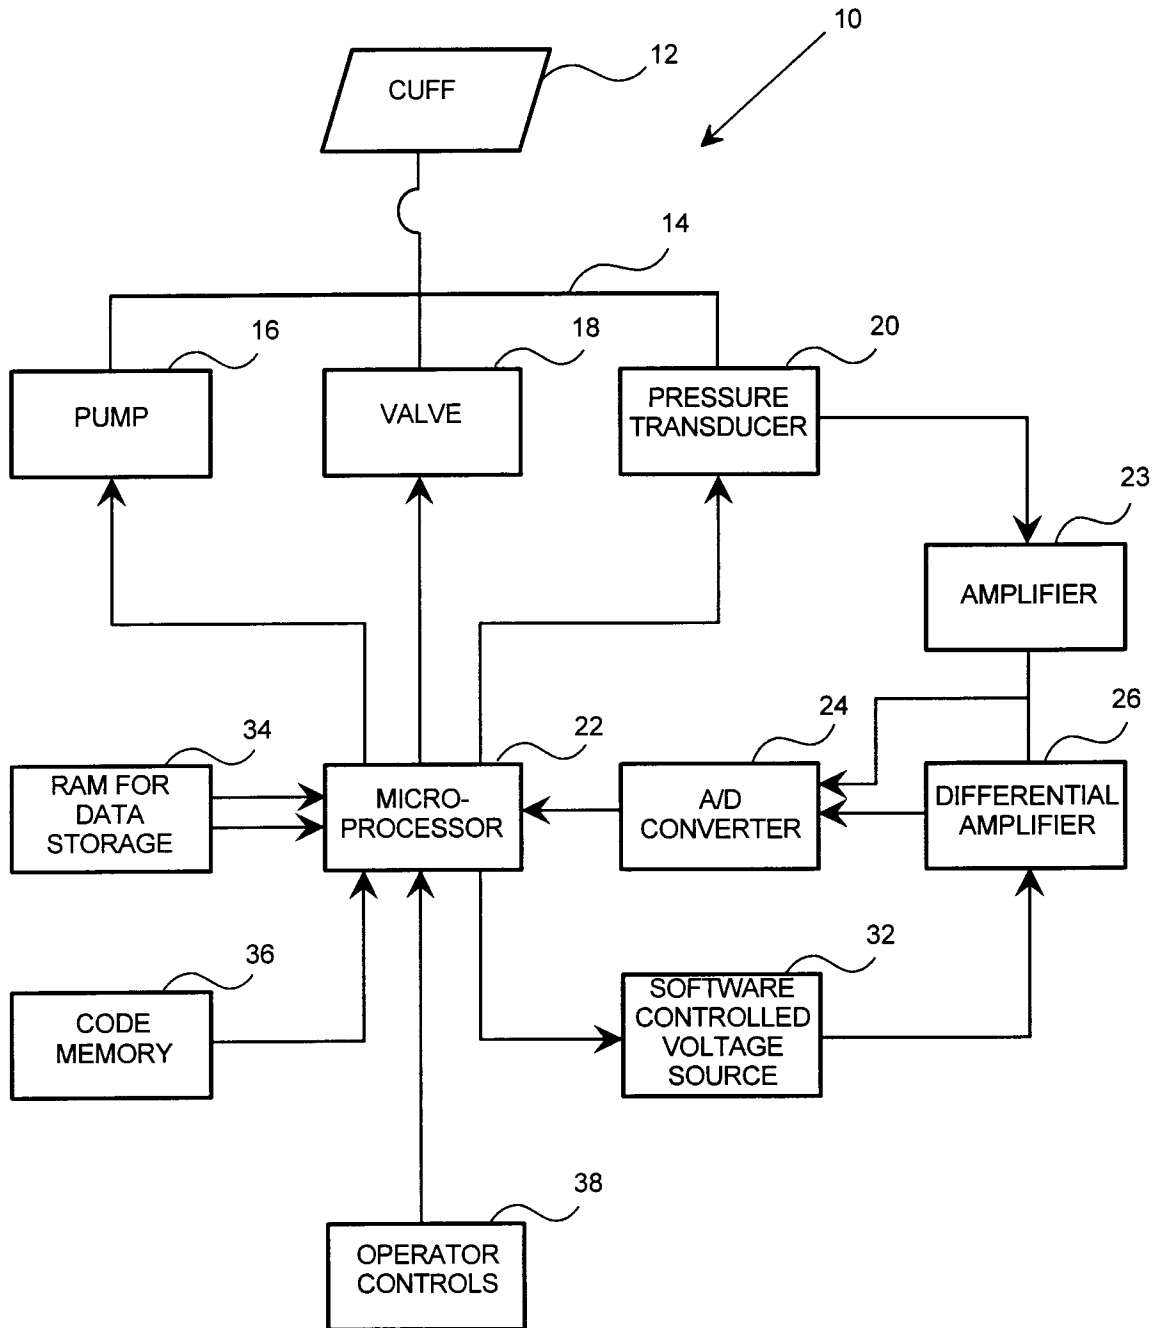 10
12
CUFF
14
16
18
20
PUMP
VALVE
PRESSURE
TRANSDUCER
23
AMPLIFIER
34
22
24
26
RAM FOR
DATA
STORAGE
MICRO-
PROCESSOR
A/D
CONVERTER
DIFFERENTIAL
AMPLIFIER
36
32
CODE
MEMORY
SOFTWARE
CONTROLLED
VOLTAGE
SOURCE
38
OPERATOR
CONTROLS